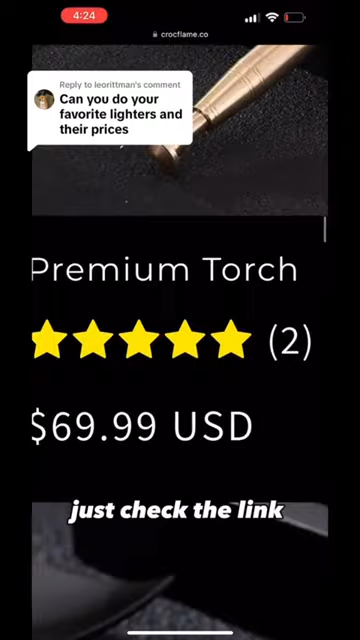 4:24
crocflame.co
Reply to leorittman's comment
Can you do your
favorite lighters and
their prices
Premium Torch
(2)
$69.99 USD
just check the link